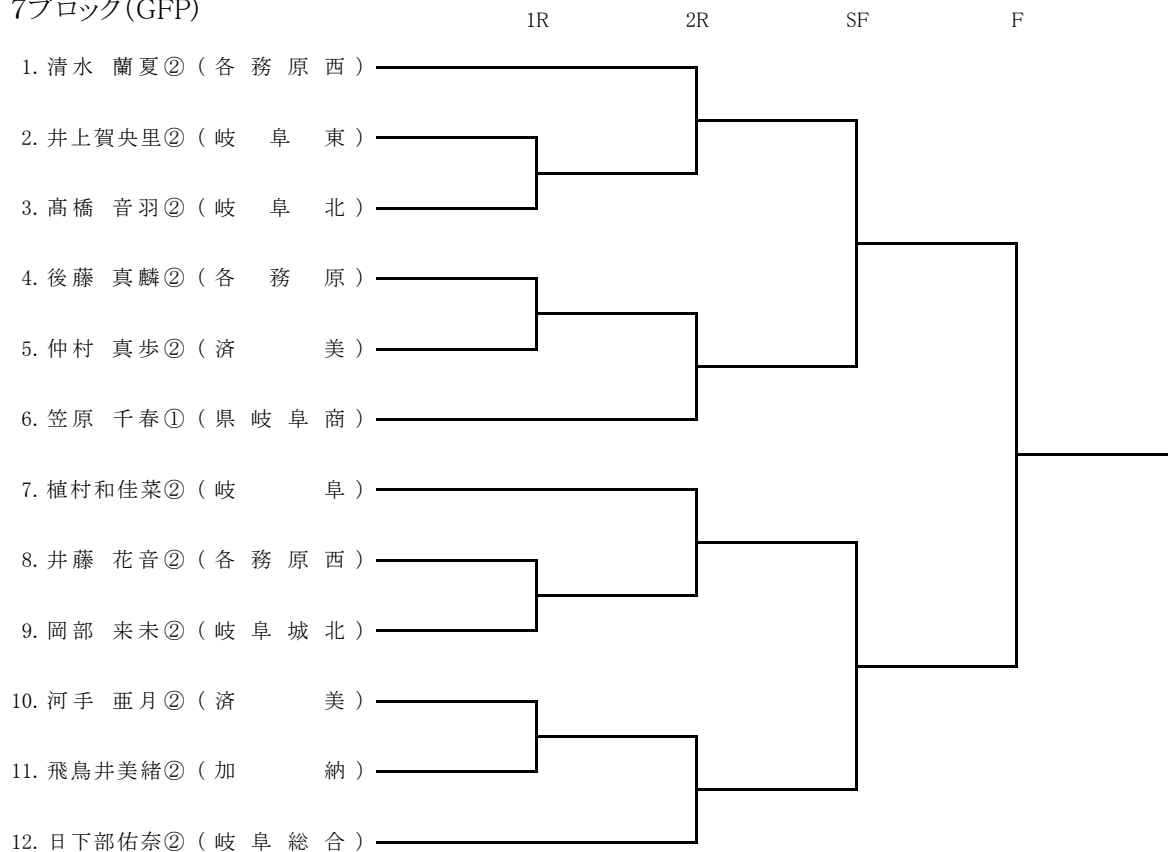 7ブロック(GFP)
1R 2R SF F
1. 清水 蘭夏② ( 各 務 原 西 )
2. 井上賀央里② ( 岐 阜 東 )
3. 髙橋 音羽② ( 岐 阜 北 )
4. 後藤 真麟② ( 各 務 原 )
5. 仲村 真歩② ( 済 美 )
6. 笠原 千春① ( 県 岐 阜 商 )
7. 植村和佳菜② ( 岐 阜 )
8. 井藤 花音② ( 各 務 原 西 )
9. 岡部 来未② ( 岐 阜 城 北 )
10. 河手 亜月② ( 済 美 )
11. 飛鳥井美緒② ( 加 納 )
12. 日下部佑奈② ( 岐 阜 総 合 )